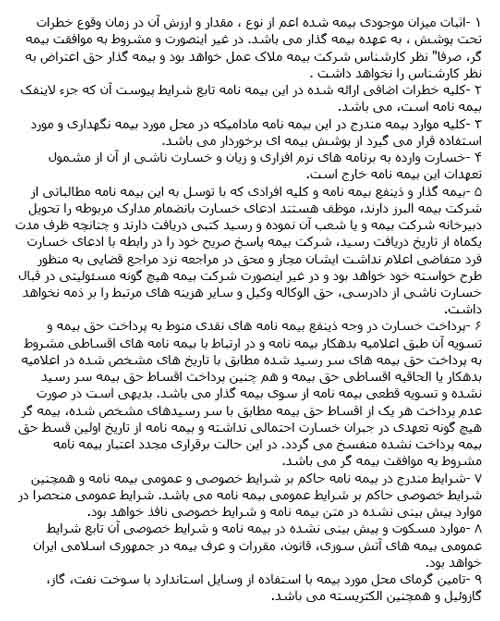 ۱ -اثبات میزان موجودی بیمه شده اعم از نوع ، مقدار و ارزش آن در زمان وقوع خطرات
تحت پوشش ، به عهده بیمه گذار می باشد. در غیر اینصورت و مشروط به موافقت بیمه
گر، صرفا" نظر کارشناس شرکت بیمه ملاک عمل خواهد بود و بیمه گذار حق اعتراض به
نظر کارشناس را نخواهد داشت .
۲ -کلیه خطرات اضافی ارائه شده در این بیمه نامه تابع شرایط پیوست آن که جزء لاینفک
بیمه نامه است، می باشد.
۳ -کلیه موارد بیمه مندرج در این بیمه نامه مادامیکه در محل مورد بیمه نگهداری و مورد
استفاده قرار می گیرد از پوشش بیمه ای برخوردار می باشد.
۴ -خسارت وارده به برنامه های نرم افزاری و زیان و خسارت ناشی از آن از مشمول
تعهدات این بیمه نامه خارج است.
۵ -بیمه گذار و ذینفع بیمه نامه و کلیه افرادی که با توسل به این بیمه نامه مطالباتی از
شرکت بیمه البرز دارند، موظف هستند ادعای خسارت بانضمام مدارک مربوطه را تحویل
دبیرخانه شرکت بیمه و یا شعب آن نموده و رسید کتبی دریافت دارند و چنانچه ظرف مدت
یکماه از تاریخ دریافت رسید، شرکت بیمه پاسخ صریح خود را در رابطه با ادعای خسارت
فرد متقاضی اعلام نداشت ایشان مجاز و محق در مراجعه نزد مراجع قضایی به منظور
طرح خواسته خود خواهد بود و در غیر اینصورت شرکت بیمه هیچ گونه مسئولیتی در قبال
خسارت ناشی از دادرسی، حق الوکاله وکیل و سایر هزینه های مرتبط را بر ذمه نخواهد
داشت.
۶ -پرداخت خسارت در وجه ذینفع بیمه نامه های نقدی منوط به پرداخت حق بیمه و
تسویه آن طبق اعلامیه بدهکار بیمه نامه و در ارتباط با بیمه نامه های اقساطی مشروط
به پرداخت حق بیمه های سر رسید شده مطابق با تاریخ های مشخص شده در اعلامیه
بدهکار یا الحاقیه اقساطی حق بیمه و هم چنین پرداخت اقساط حق بیمه سر رسید
نشده و تسویه قطعی بیمه نامه از سوی بیمه گذار می باشد. بدیهی است در صورت
عدم پرداخت هر یک از اقساط حق بیمه مطابق با سر رسیدهای مشخص شده، بیمه گر
هیچ گونه تعهدی در جبران خسارت احتمالی نداشته و بیمه نامه از تاریخ اولین قسط حق
بیمه پرداخت نشده منفسخ می گردد. در این حالت برقراری مجدد اعتبار بیمه نامه
مشروط به موافقت بیمه گر می باشد.
۷ -شرایط مندرج در بیمه نامه حاکم بر شرایط خصوصی و عمومی بیمه نامه و همچنین
شرایط خصوصی حاکم بر شرایط عمومی بیمه نامه می باشد. شرایط عمومی منحصرا در
موارد پیش بینی نشده در متن بیمه نامه و شرایط خصوصی نافذ خواهد بود.
۸ -موارد مسکوت و پیش بینی نشده در بیمه نامه و شرایط خصوصی آن تابع شرایط
عمومی بیمه های آتش سوزی، قانون، مقررات و عرف بیمه در جمهوری اسلامی ایران
خواهد بود.
۹ -تامین گرمای محل مورد بیمه با استفاده از وسایل استاندارد با سوخت نفت، گاز،
گازوئیل و همچنین الکتریسته می باشد.